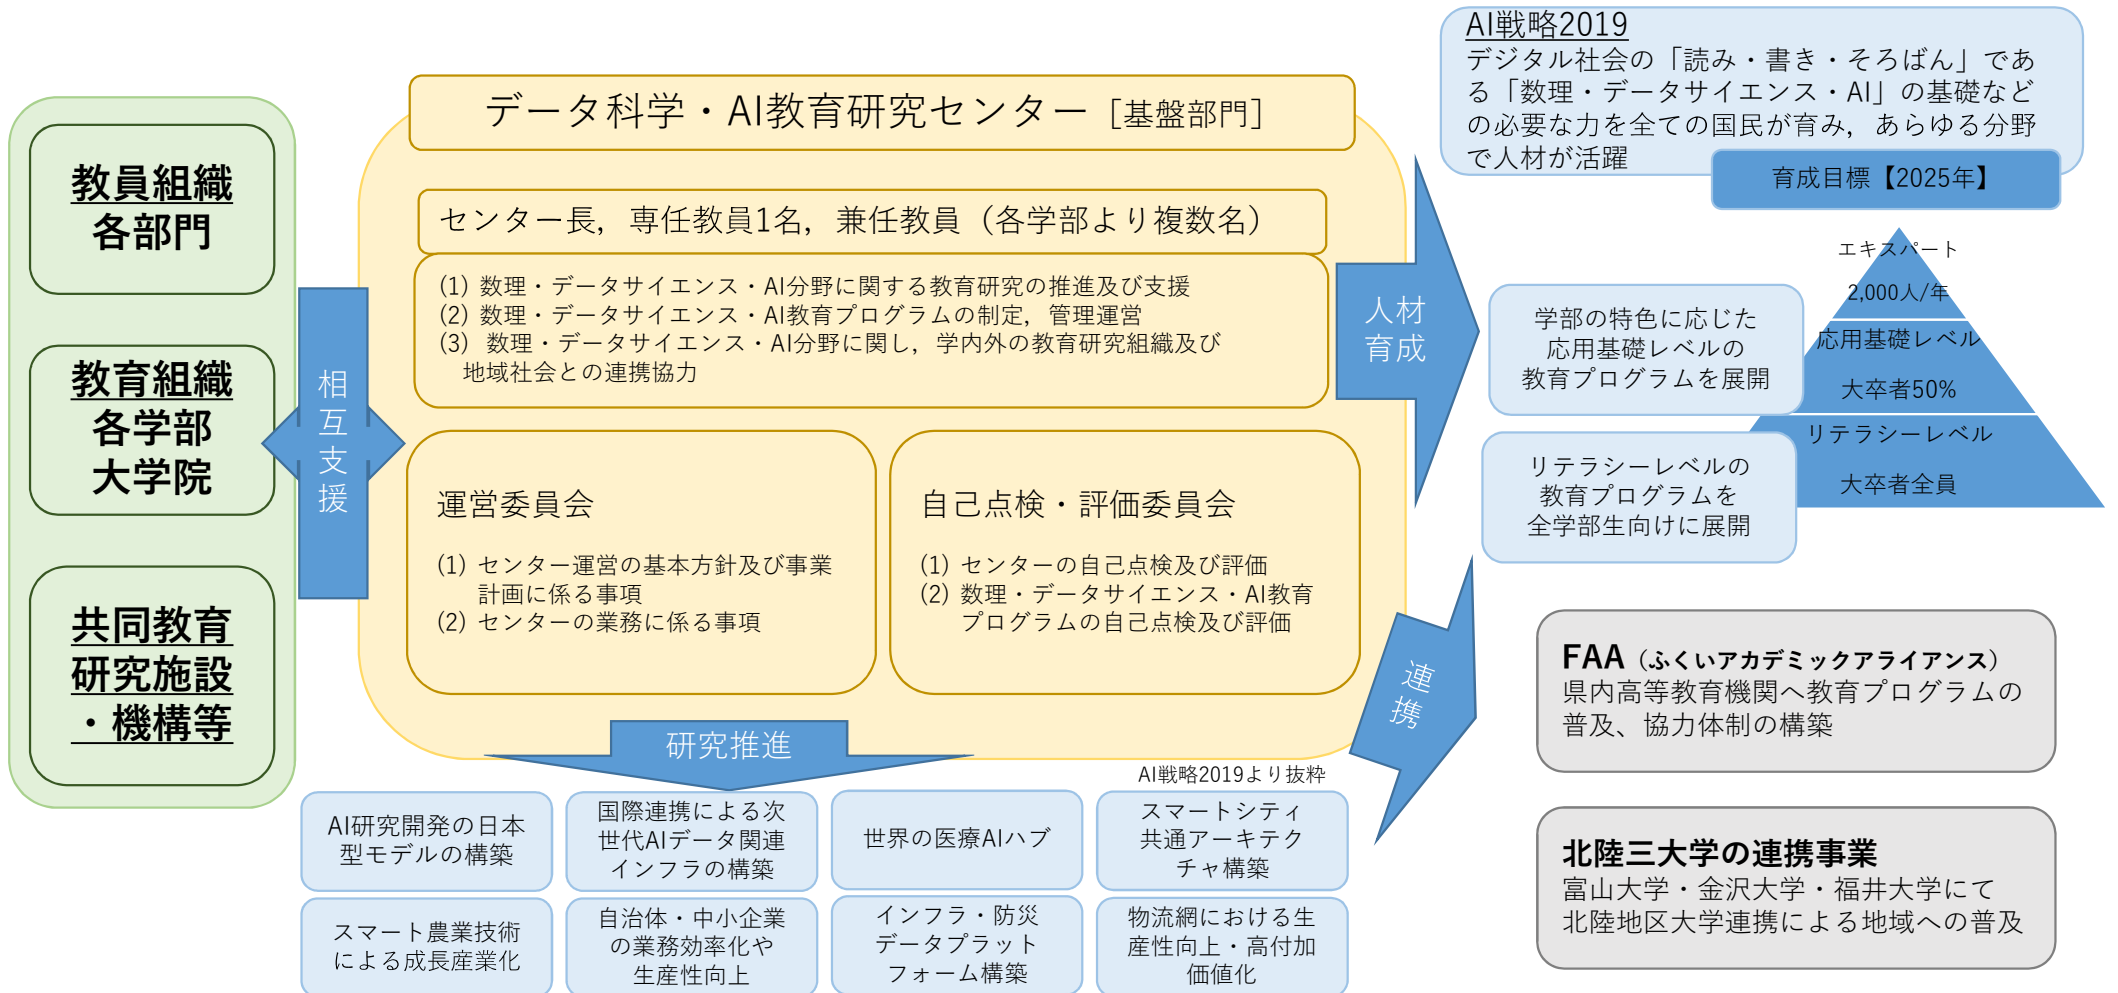 教員組織
各部門
教育組織
各学部
大学院
共同教育
研究施設
・機構等
相互支援
データ科学・AI教育研究センター［基盤部門］
センター長，専任教員1名，兼任教員（各学部より複数名）
(1) 数理・データサイエンス・AI分野に関する教育研究の推進及び支援
(2) 数理・データサイエンス・AI教育プログラムの制定，管理運営
(3) 数理・データサイエンス・AI分野に関し，学内外の教育研究組織及び
地域社会との連携協力
運営委員会
(1) センター運営の基本方針及び事業
計画に係る事項
(2) センターの業務に係る事項
自己点検・評価委員会
(1) センターの自己点検及び評価
(2) 数理・データサイエンス・AI教育
プログラムの自己点検及び評価
人材
育成
連携
研究推進
AI戦略2019より抜粋
AI研究開発の日本
型モデルの構築
国際連携による次
世代AIデータ関連
インフラの構築
世界の医療AIハブ
スマートシティ
共通アーキテク
チャ構築
スマート農業技術
による成長産業化
自治体・中小企業
の業務効率化や
生産性向上
インフラ・防災
データプラット
フォーム構築
物流網における生
産性向上・高付加
価値化
AI戦略2019
デジタル社会の「読み・書き・そろばん」であ
る「数理・データサイエンス・AI」の基礎など
の必要な力を全ての国民が育み，あらゆる分野
で人材が活躍
育成目標【2025年】
エキスパート
2,000人/年
応用基礎レベル
大卒者50%
リテラシーレベル
大卒者全員
学部の特色に応じた
応用基礎レベルの
教育プログラムを展開
リテラシーレベルの
教育プログラムを
全学部生向けに展開
FAA（ふくいアカデミックアライアンス）
県内高等教育機関へ教育プログラムの
普及、協力体制の構築
北陸三大学の連携事業
富山大学・金沢大学・福井大学にて
北陸地区大学連携による地域への普及